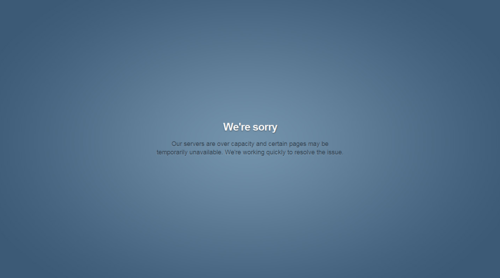 We're sorry
Our servers are over capacity and certain pages may be
temporarily unavailable. We're working quickly to resolve the issue